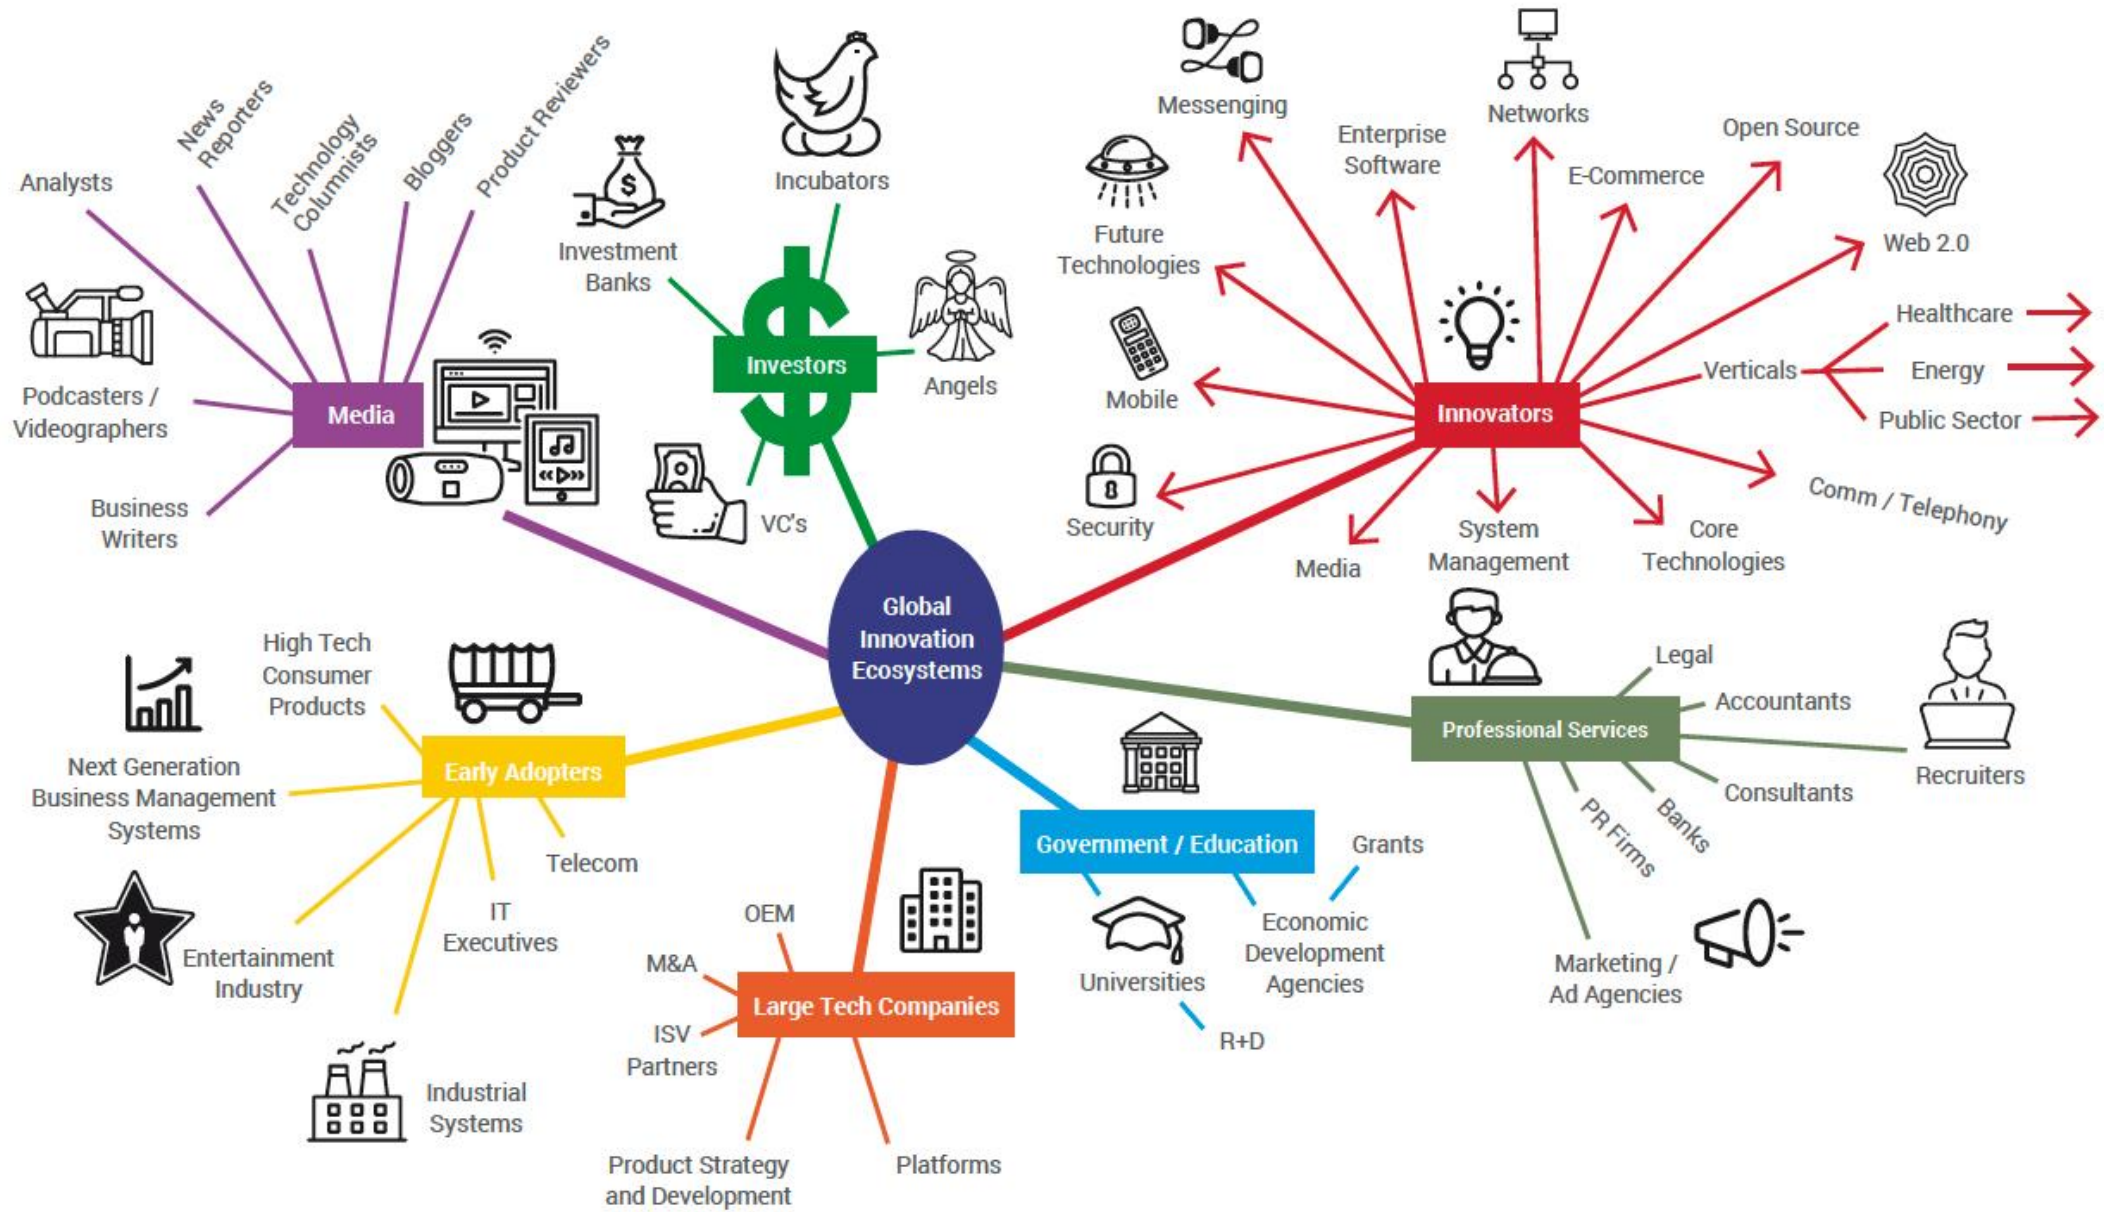 Analysts
News
Reporters
Technology
Columnists
Bloggers
Product Reviewers
Podcasters /
Videographers
Business
Writers
Media
Investment
Banks
Incubators
Angels
VC's
Investors
Messenging
Enterprise
Software
Networks
E-Commerce
Open Source
Web 2.0
Future
Technologies
Mobile
Security
Media
System
Management
Core
Technologies
Comm / Telephony
Verticals
Healthcare
Energy
Public Sector
Innovators
Global
Innovation
Ecosystems
High Tech
Consumer
Products
Next Generation
Business Management
Systems
Entertainment
Industry
Industrial
Systems
IT
Executives
Telecom
Early Adopters
OEM
M&A
ISV
Partners
Product Strategy
and Development
Platforms
Large Tech Companies
Government / Education
Grants
Economic
Development
Agencies
Universities
R+D
Professional Services
Legal
Accountants
Recruiters
Consultants
Banks
PR Firms
Marketing /
Ad Agencies